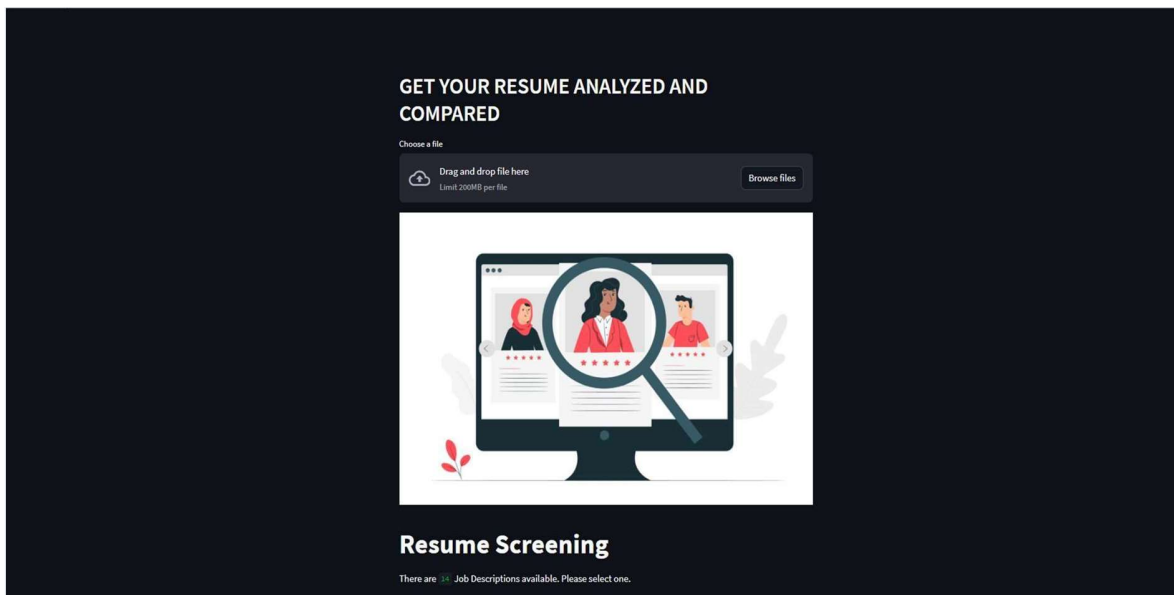 GET YOUR RESUME ANALYZED AND
COMPARED
Choose a file
Drag and drop file here
Limit 200MB per file
Browse files
Resume Screening
There are 14 Job Descriptions available. Please select one.